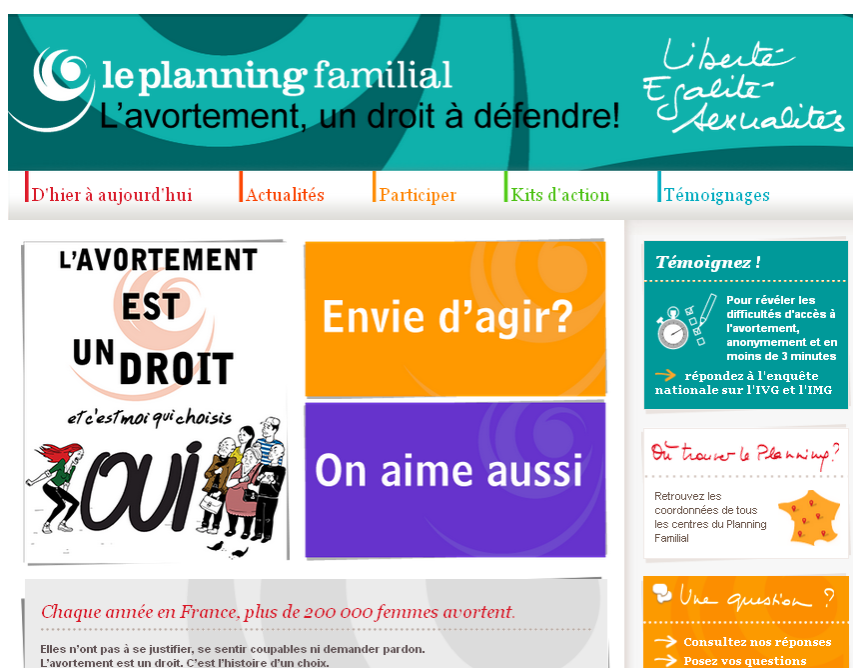 le planning familial
L'avortement, un droit à défendre!
Liberté
Egalité
Sexualités
D'hier à aujourd'hui
Actualités
Participer
Kits d'action
Témoignages
L'AVORTEMENT
EST
UN DROIT
et c'est moi qui choisis
OUI
Envie d'agir?
On aime aussi
Chaque année en France, plus de 200 000 femmes avortent.
Elles n'ont pas à se justifier, se sentir coupables ni demander pardon.
L'avortement est un droit. C'est l'histoire d'un choix.
Témoignez !
Pour révéler les
difficultés d'accès à
l'avortement,
anonymement et en
moins de 3 minutes
répondez à l'enquête
nationale sur l'IVG et l'IMG
Où trouver le Planning?
Retrouvez les
coordonnées de tous
les centres du Planning
Familial
Une question ?
Consultez nos réponses
Posez vos questions